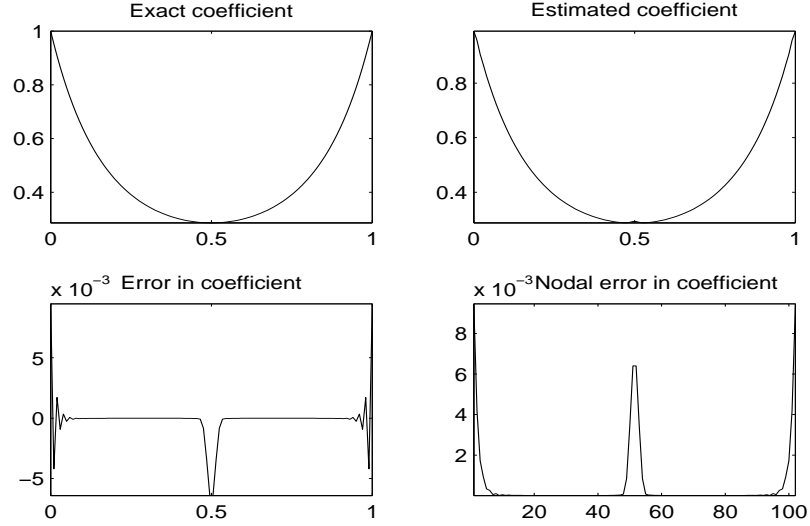 Exact coefficient
1
0.8
0.6
0.4
0 0.5 1
Estimated coefficient
0.8
0.6
0.4
0 0.5 1
x 10⁻³ Error in coefficient
5
0
−5
0 0.5 1
x 10⁻³ Nodal error in coefficient
8
6
4
2
20 40 60 80 100